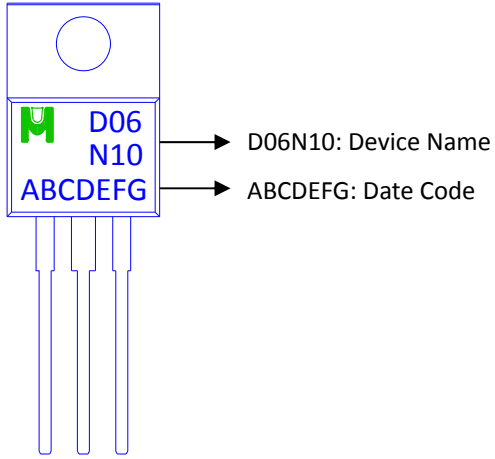 D06
N10
ABCDEFG
D06N10: Device Name
ABCDEFG: Date Code